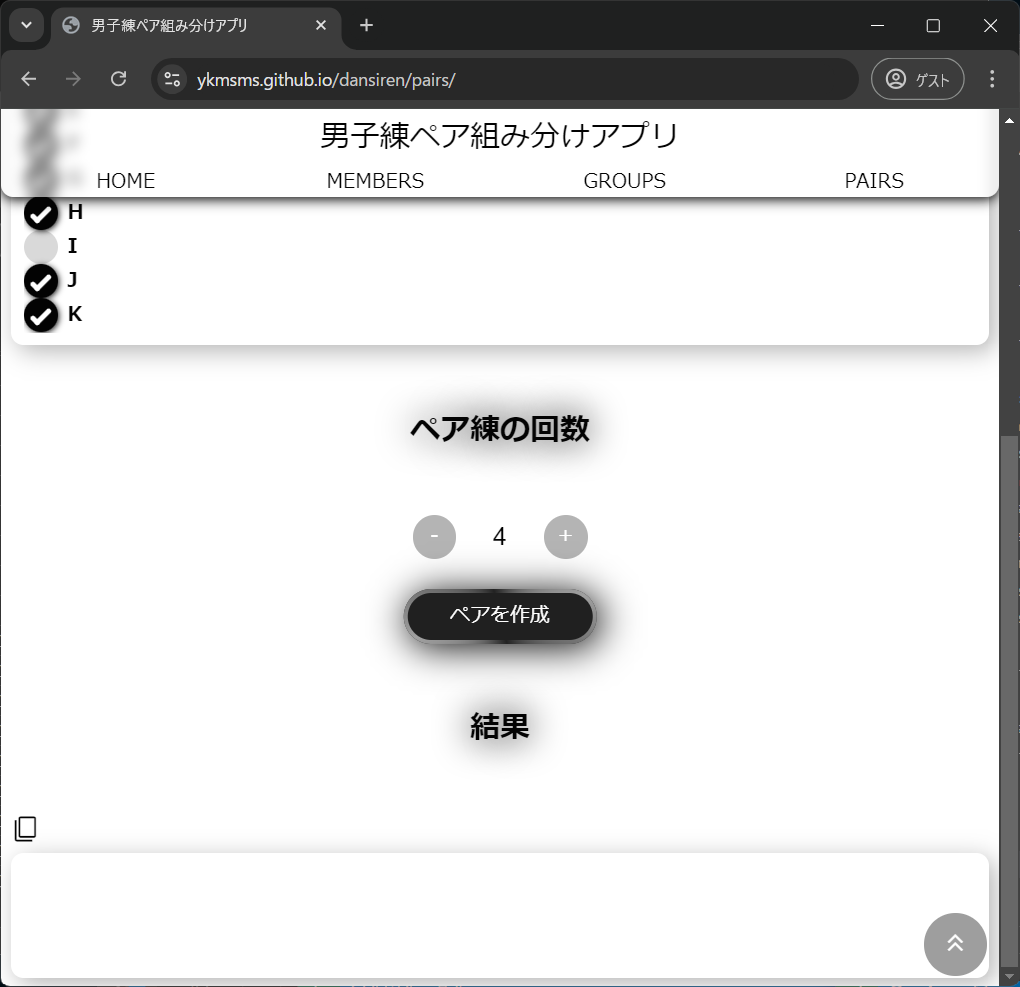 男子練ペア組み分けアプリ
ykmsms.github.io/dansiren/pairs/
ゲスト
男子練ペア組み分けアプリ
HOME MEMBERS GROUPS PAIRS
H
I
J
K
ペア練の回数
- 4 +
ペアを作成
結果